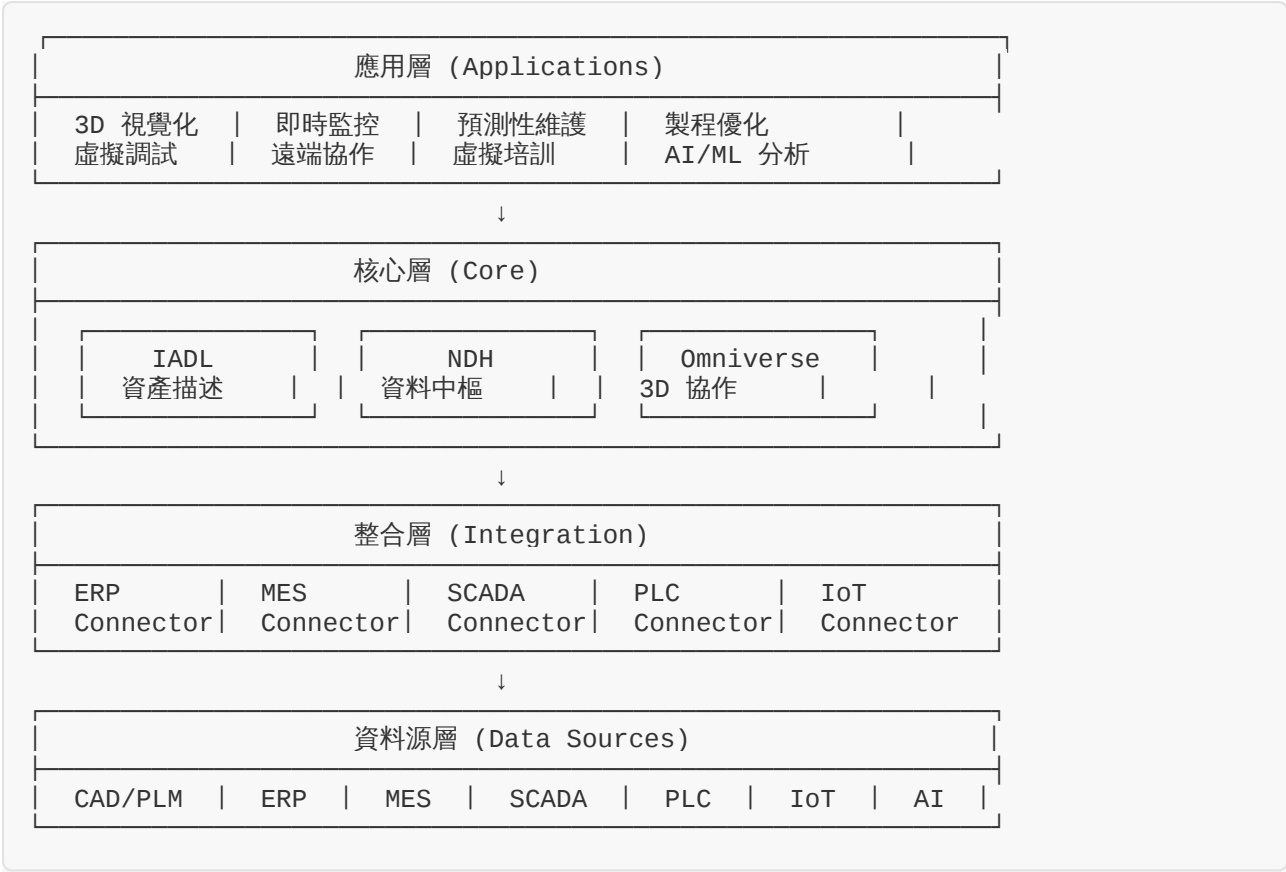 應用層 (Applications)
3D 視覺化 │ 即時監控 │ 預測性維護 │ 製程優化 │
虛擬調試 │ 遠端協作 │ 虛擬培訓 │ AI/ML 分析 │
↓
核心層 (Core)
IADL │ │ NDH │ │ Omniverse │
資產描述 │ │ 資料中樞 │ │ 3D 協作 │
↓
整合層 (Integration)
ERP │ MES │ SCADA │ PLC │ IoT
Connector│ Connector│ Connector│ Connector│ Connector
↓
資料源層 (Data Sources)
CAD/PLM │ ERP │ MES │ SCADA │ PLC │ IoT │ AI │